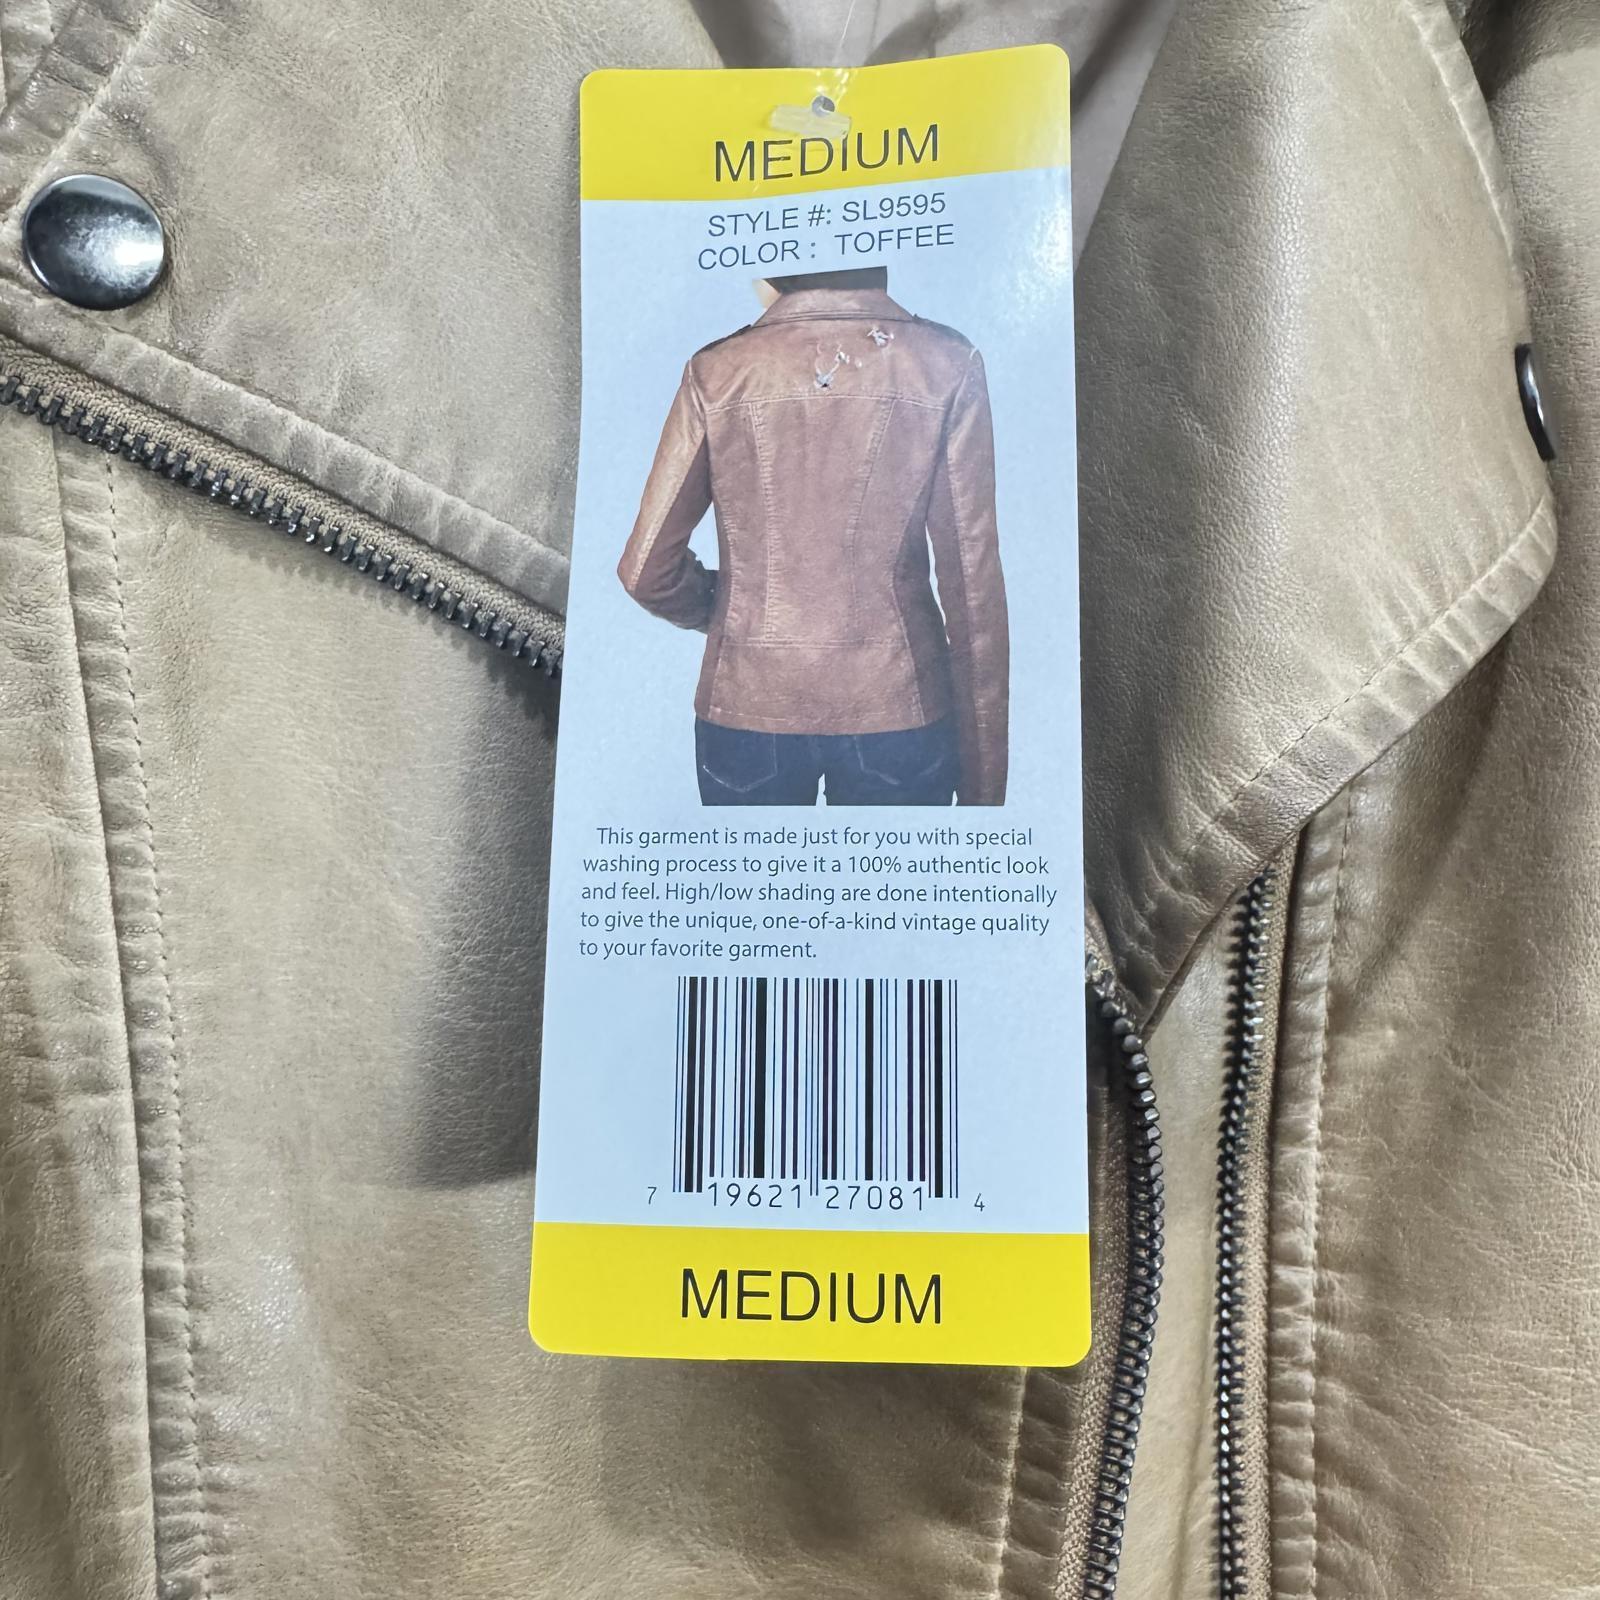 MEDIUM
STYLE #: SL9595
COLOR : TOFFEE
This garment is made just for you with special
washing process to give it a 100% authentic look
and feel. High/low shading are done intentionally
to give the unique, one-of-a-kind vintage quality
to your favorite garment.
7 19621 27081 4
MEDIUM